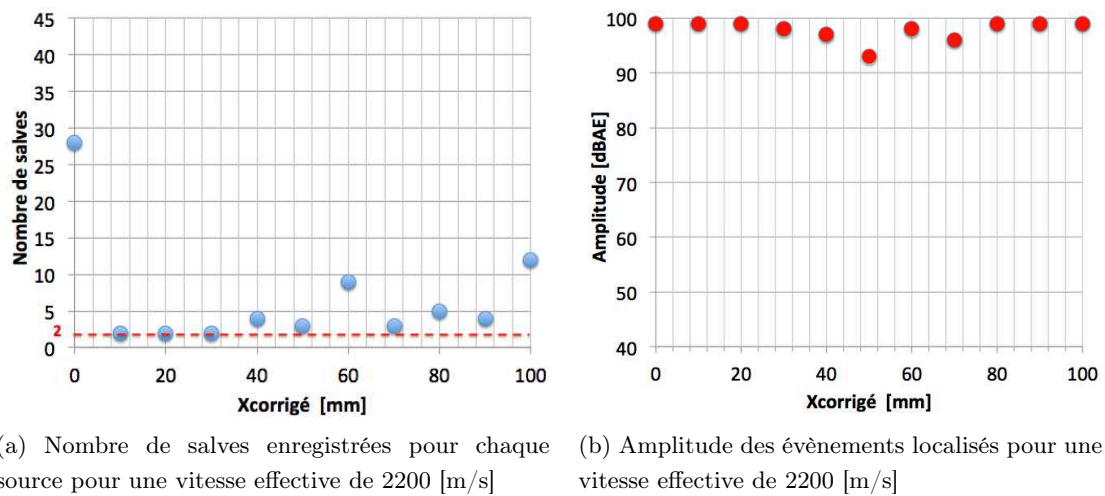 45
40
35
30
25
20
15
10
5
2
0
Nombre de salves
0 20 40 60 80 100
Xcorrigé [mm]
100
90
80
70
60
50
40
Amplitude [dBAE]
0 20 40 60 80 100
Xcorrigé [mm]
(a) Nombre de salves enregistrées pour chaque
source pour une vitesse effective de 2200 [m/s]
(b) Amplitude des évènements localisés pour une
vitesse effective de 2200 [m/s]